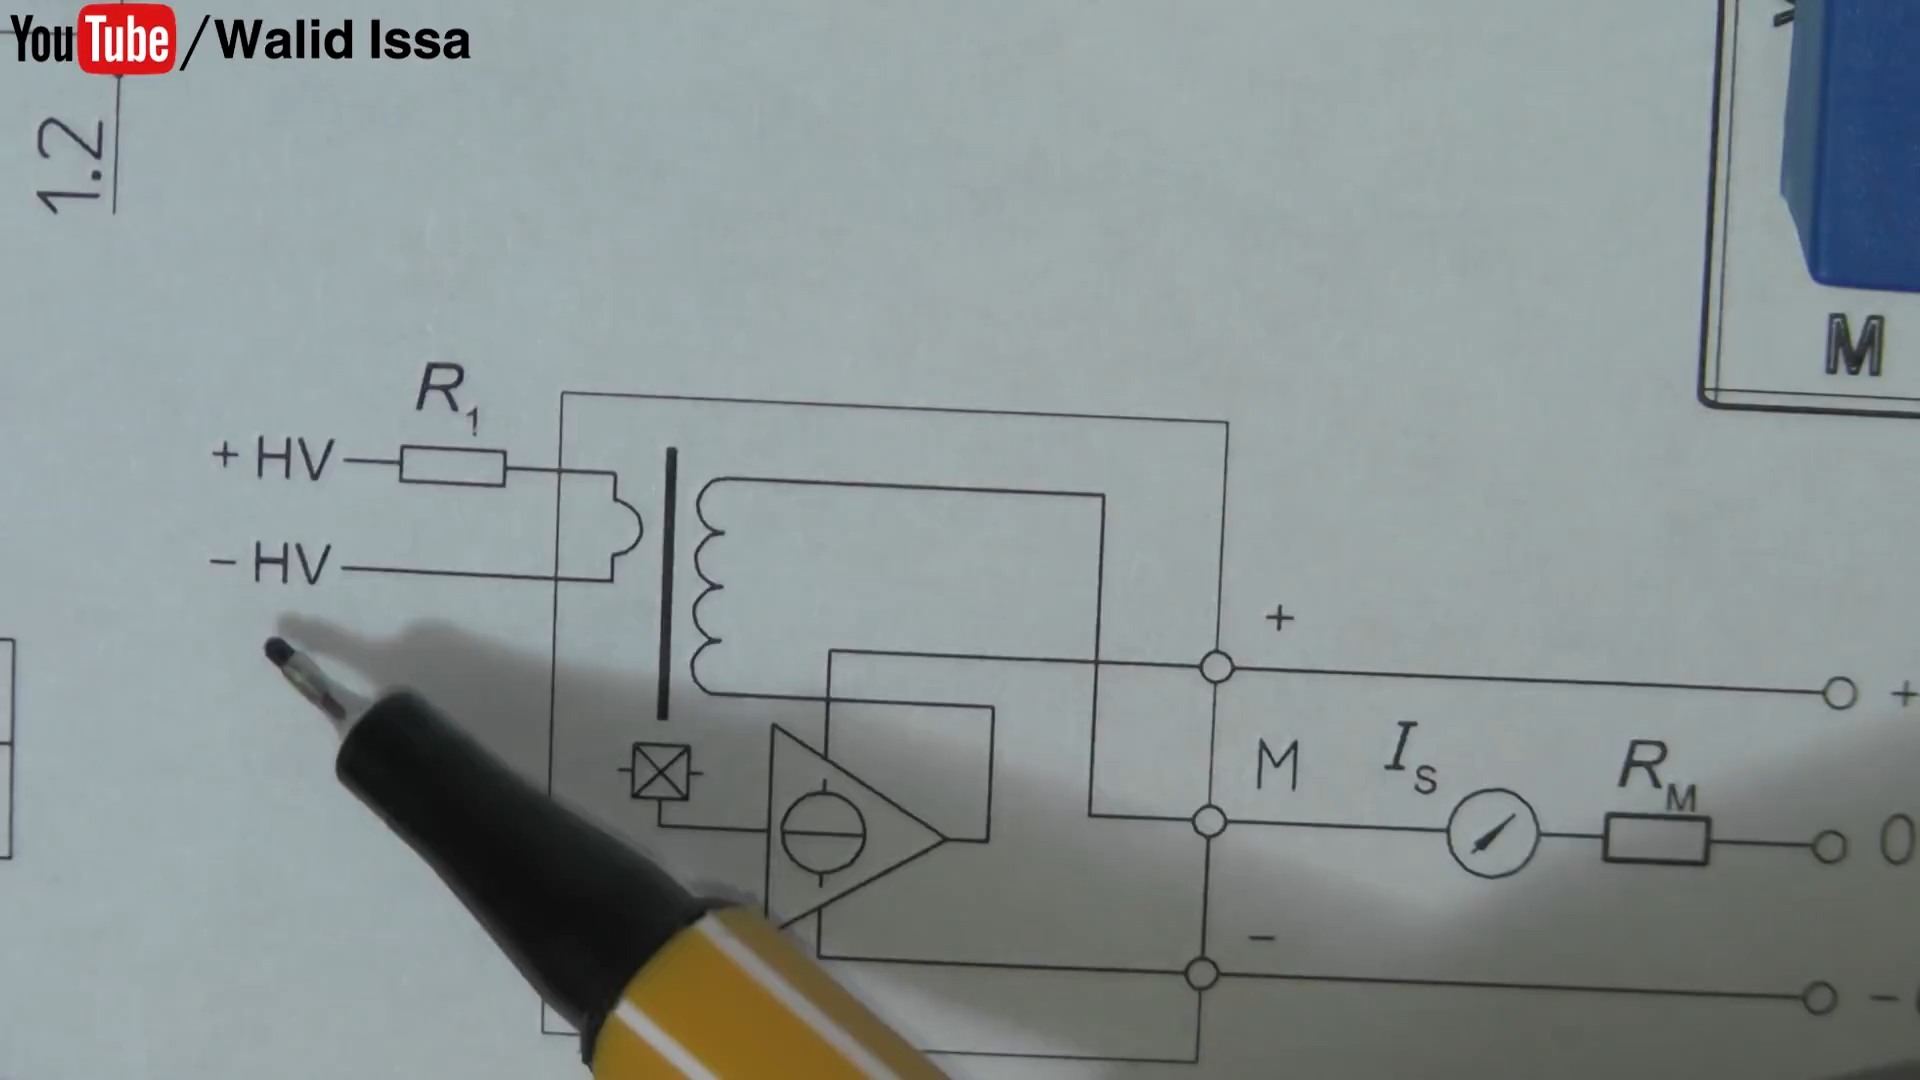 YouTube/Walid Issa
1.2
M
R1
+ HV
– HV
+
+
M
IS
RM
0
–
–